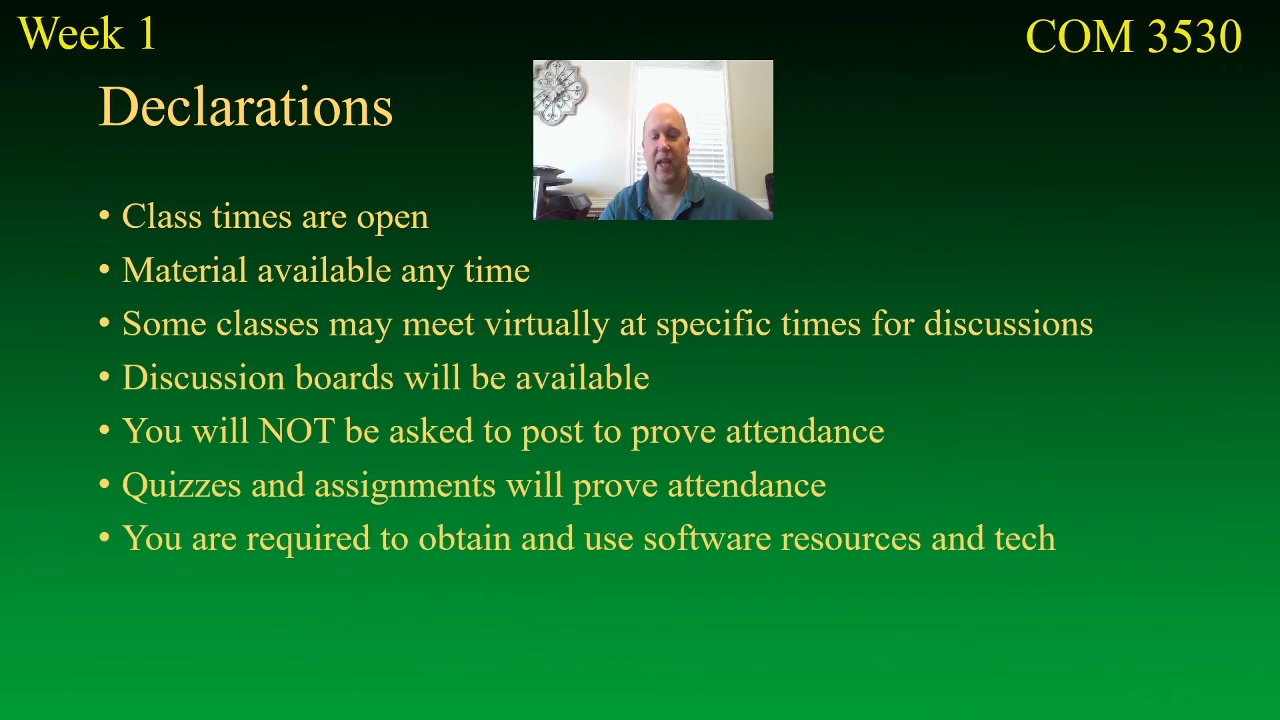 Week 1
COM 3530
Declarations
• Class times are open
• Material available any time
• Some classes may meet virtually at specific times for discussions
• Discussion boards will be available
• You will NOT be asked to post to prove attendance
• Quizzes and assignments will prove attendance
• You are required to obtain and use software resources and tech